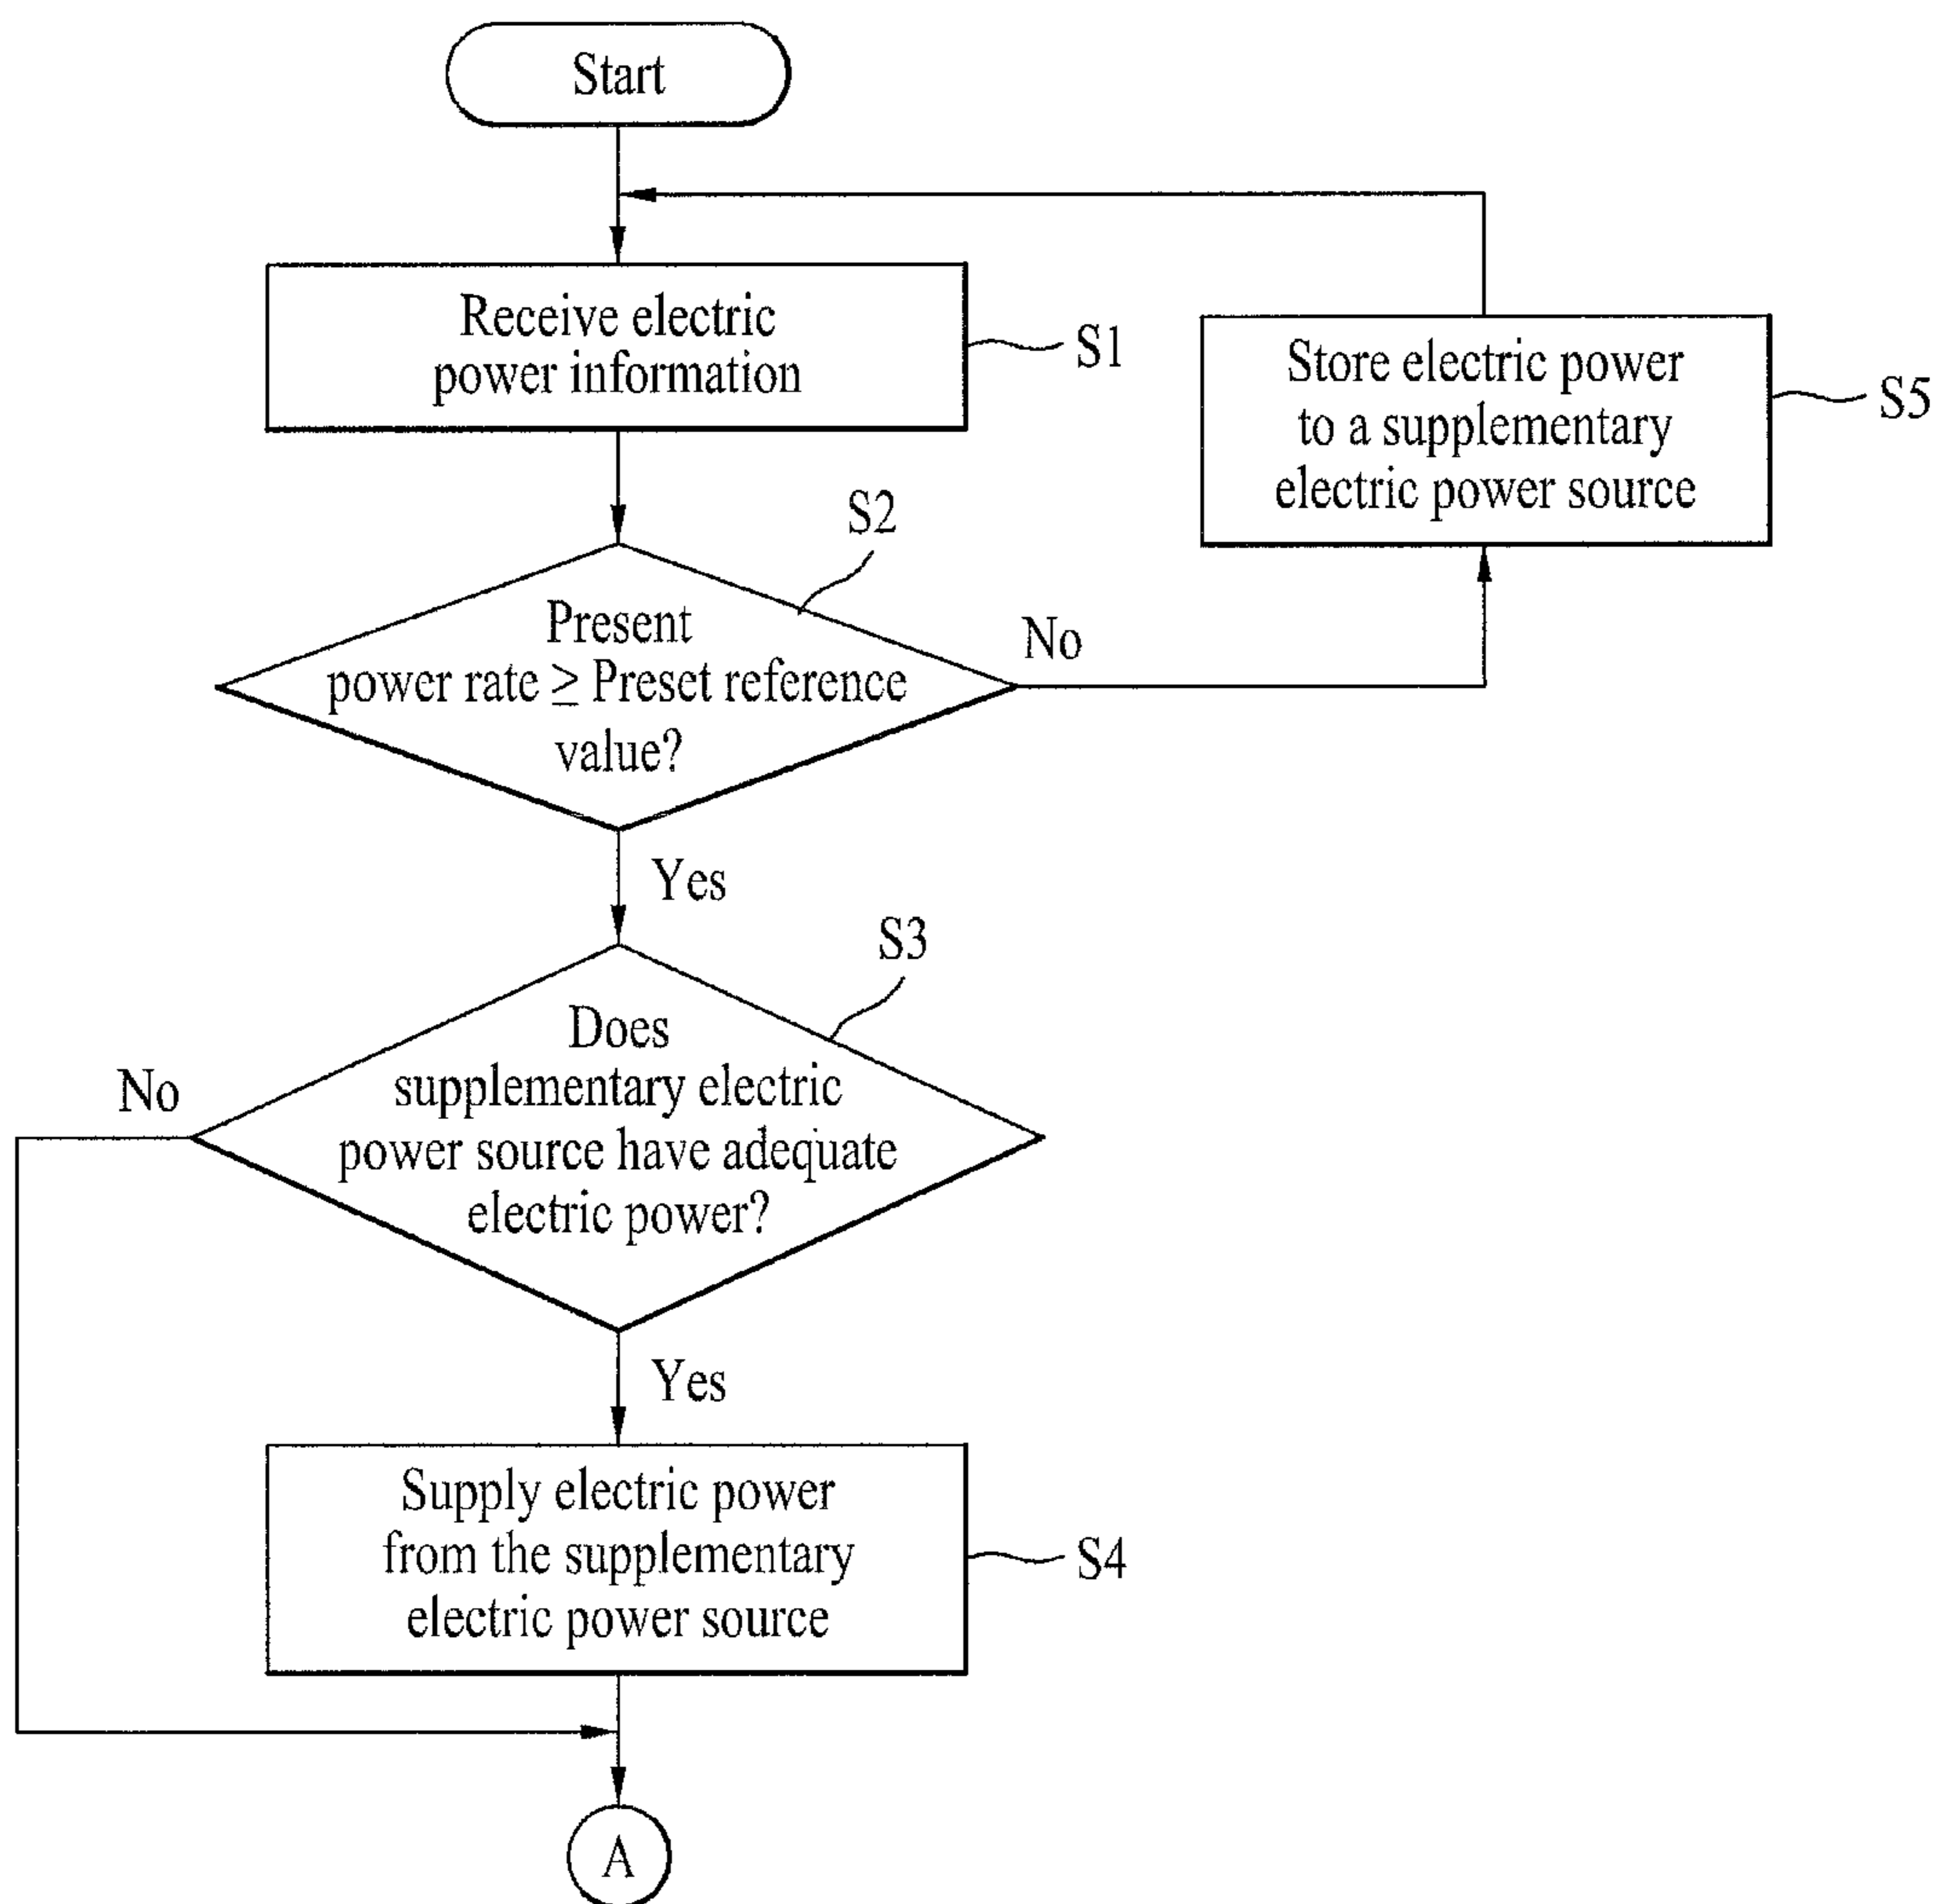 Start
Receive electric
power information
S1
Store electric power
to a supplementary
electric power source
S5
S2
Present
power rate ≥ Preset reference
value?
No
Yes
S3
Does
supplementary electric
power source have adequate
electric power?
No
Yes
Supply electric power
from the supplementary
electric power source
S4
A